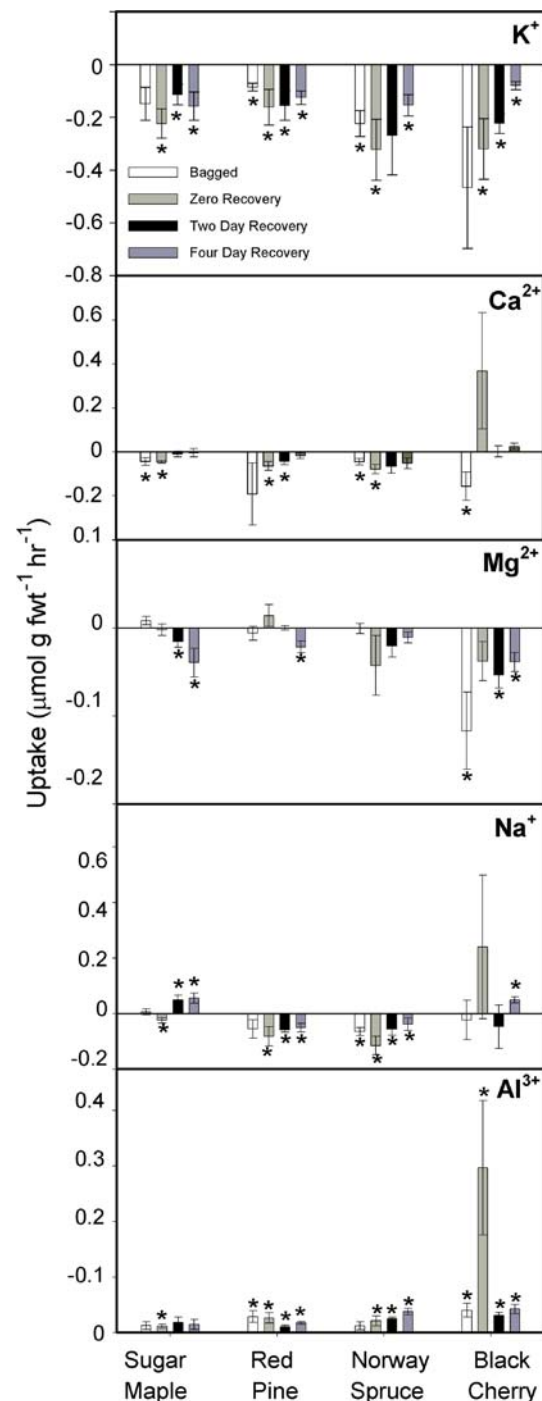 K+
0
-0.2
-0.4
-0.6
-0.8
Bagged
Zero Recovery
Two Day Recovery
Four Day Recovery
* * * * * * * * * * * * *
Ca2+
0.6
0.4
0.2
0
-0.2
0.1
* * * * * * *
Mg2+
0
-0.1
-0.2
* * * * * *
Na+
0.6
0.4
0.2
0
-0.2
* * * * * * * * * * *
Al3+
0.4
0.3
0.2
-0.1
0
* * * * * * * * * * * *
Uptake (μmol g fwt-1 hr-1)
Sugar Maple
Red Pine
Norway Spruce
Black Cherry